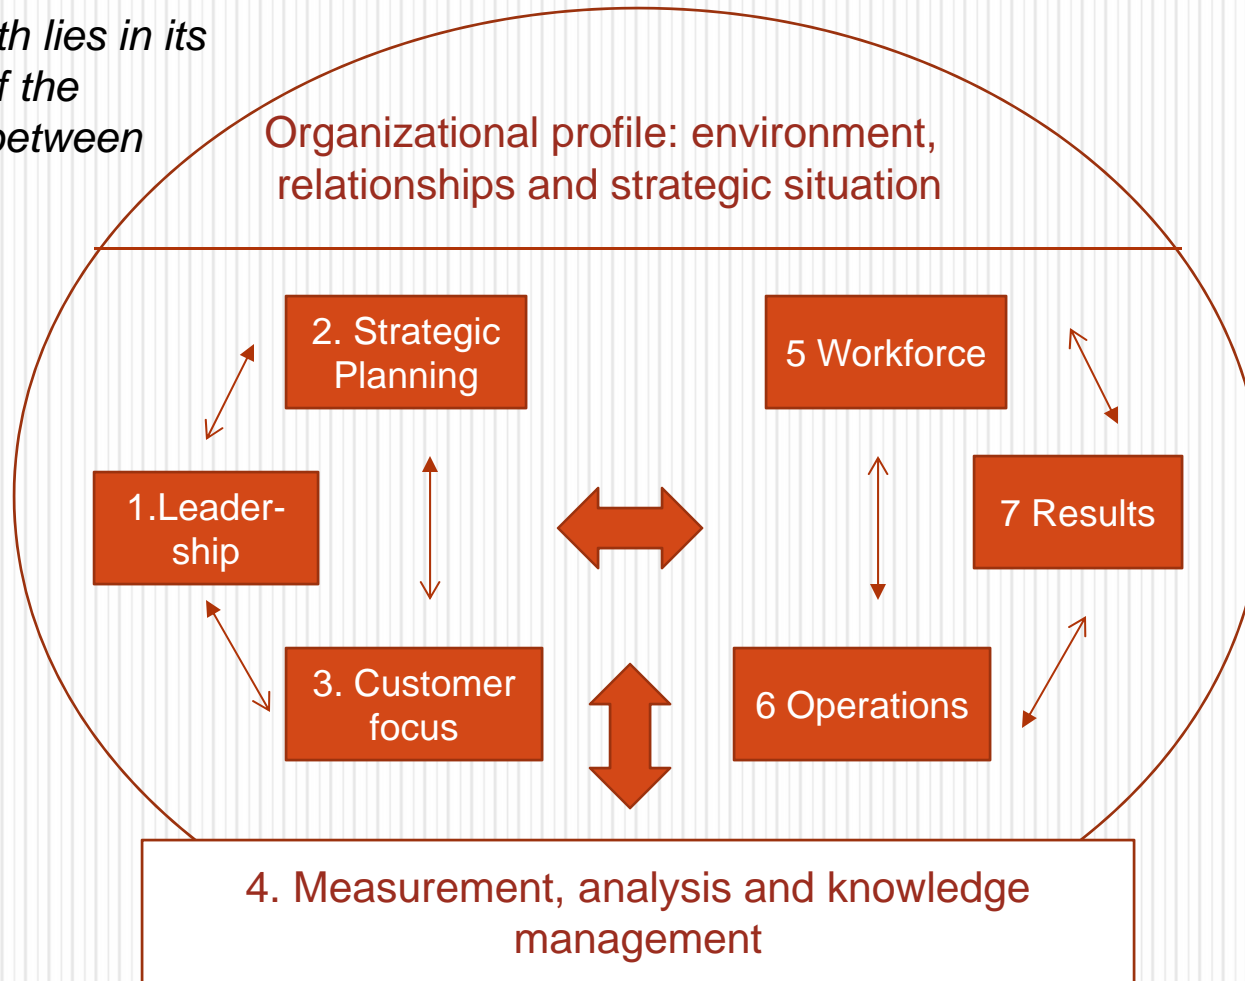 th lies in its
f the
between
Organizational profile: environment,
relationships and strategic situation
2. Strategic
Planning
5 Workforce
1.Leader-
ship
7 Results
3. Customer
focus
6 Operations
4. Measurement, analysis and knowledge
management